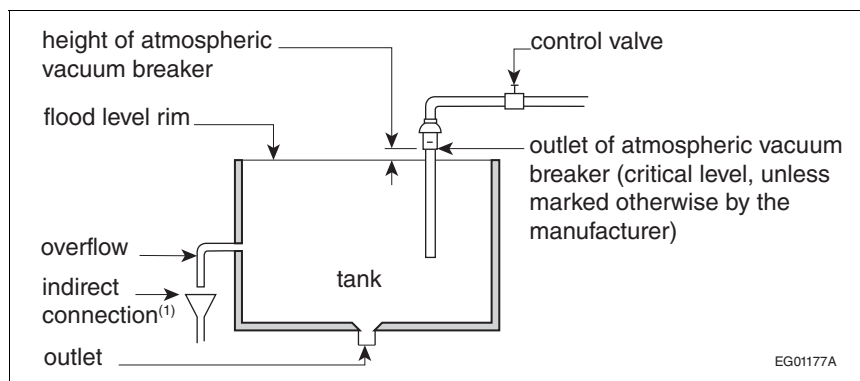 height of atmospheric
vacuum breaker
control valve
flood level rim
outlet of atmospheric vacuum
breaker (critical level, unless
marked otherwise by the
manufacturer)
overflow
tank
indirect
connection(1)
outlet
EG01177A